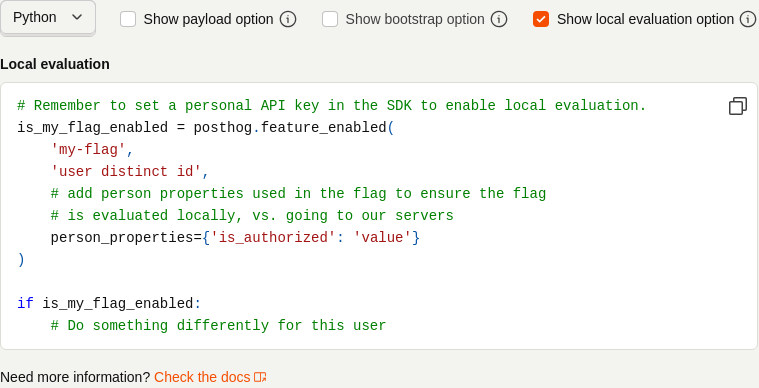 Python Show payload option Show bootstrap option Show local evaluation option
Local evaluation
# Remember to set a personal API key in the SDK to enable local evaluation.
is_my_flag_enabled = posthog.feature_enabled(
    'my-flag',
    'user distinct id',
    # add person properties used in the flag to ensure the flag
    # is evaluated locally, vs. going to our servers
    person_properties={'is_authorized': 'value'}
)
if is_my_flag_enabled:
    # Do something differently for this user
Need more information? Check the docs